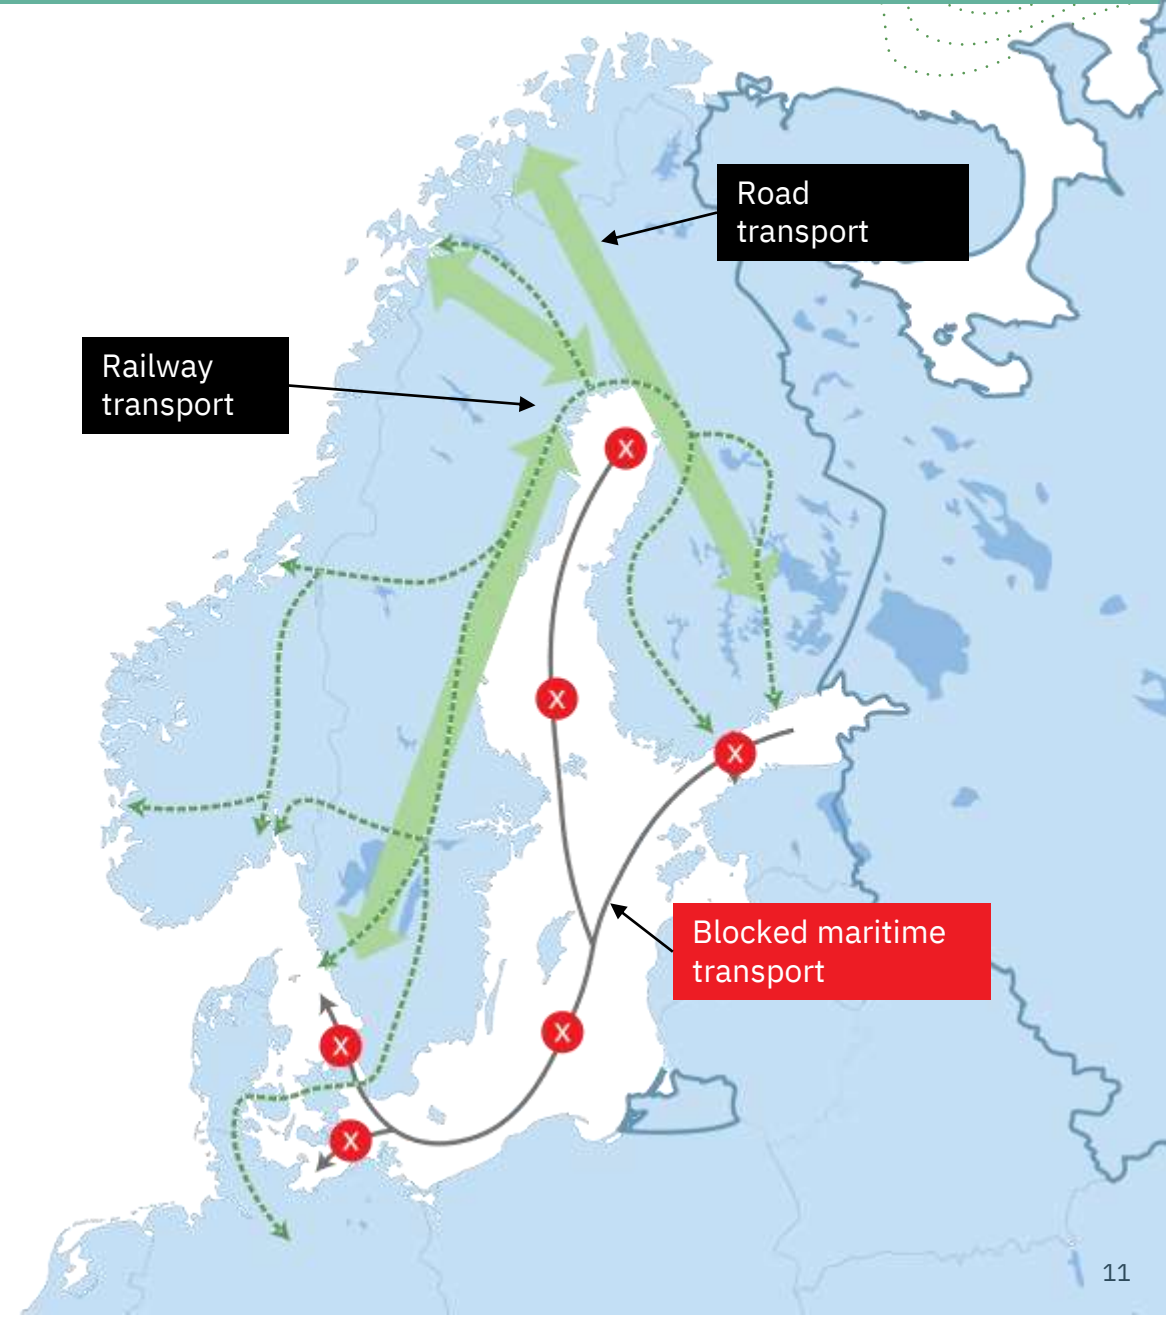 Road
transport
Railway
transport
X
X
X
Blocked maritime
transport
X
X
X
11